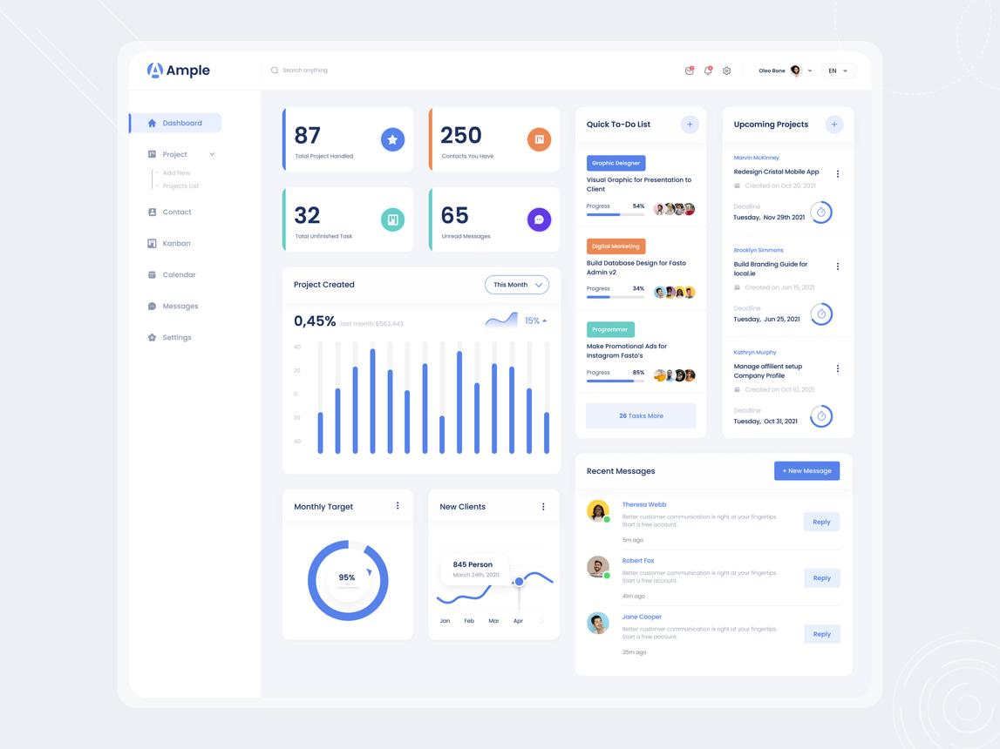 Ample
Search anything
Oleo Bone
EN
Dashboard
Project
Add New
Projects List
Contact
Kanban
Calendar
Messages
Settings
87
Total Project Handled
250
Contacts You Have
32
Total Unfinished Task
65
Unread Messages
Project Created
This Month
0,45%
last month $563,443
15%
40
20
0
20
40
Monthly Target
95%
New Clients
845 Person
March 24th, 2020
Jan
Feb
Mar
Apr
Quick To-Do List
+
Graphic Deisgner
Visual Graphic for Presentation to
Client
Progress
54%
Digital Marketing
Build Database Design for Fasto
Admin v2
Progress
34%
Programmer
Make Promotional Ads for
Instagram Fasto's
Progress
85%
26 Tasks More
Upcoming Projects
+
Marvin McKinney
Redesign Cristal Mobile App
Created on Oct 20, 2021
Deadline
Tuesday, Nov 29th 2021
Brooklyn Simmons
Build Branding Guide for
local.ie
Created on Jun 15, 2021
Deadline
Tuesday, Jun 25, 2021
Kathryn Murphy
Manage affilient setup
Company Profile
Created on Oct 10, 2021
Deadline
Tuesday, Oct 31, 2021
Recent Messages
+ New Message
Theresa Webb
Better customer communication is right at your fingertips.
Start a free account.
5m ago
Reply
Robert Fox
Better customer communication is right at your fingertips.
Start a free account.
41m ago
Reply
Jane Cooper
Better customer communication is right at your fingertips.
Start a free account.
25m ago
Reply